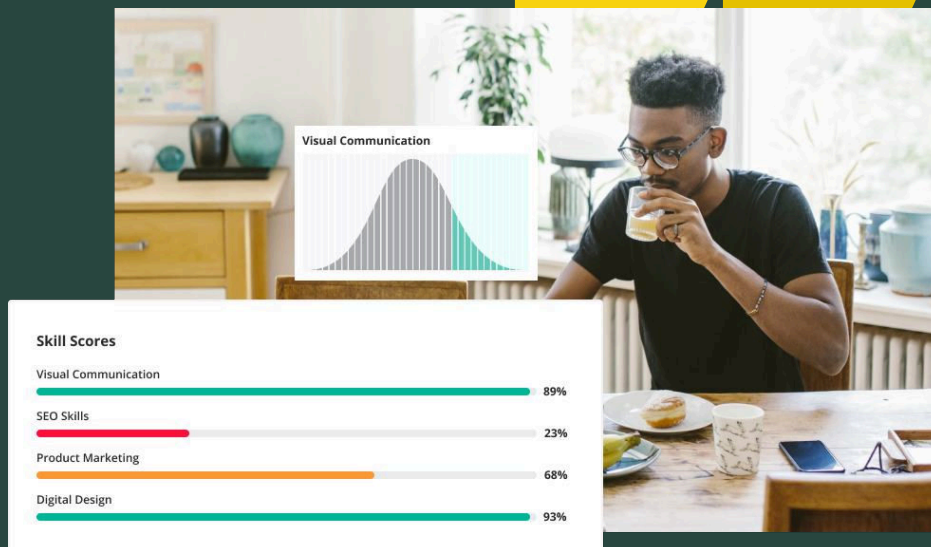 Visual Communication
Skill Scores
Visual Communication
89%
SEO Skills
23%
Product Marketing
68%
Digital Design
93%